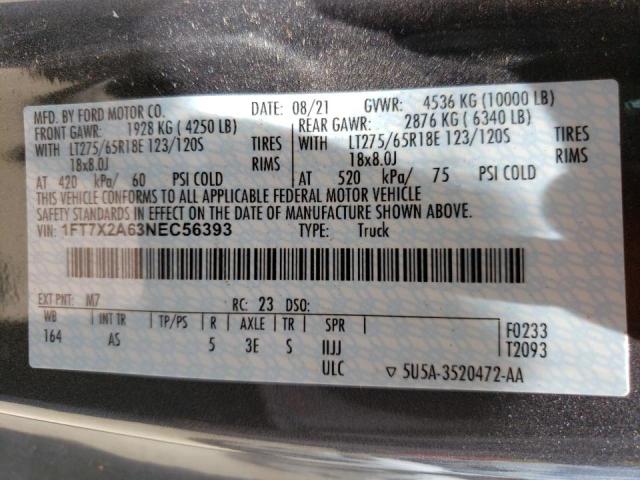 MFD. BY FORD MOTOR CO. DATE: 08/21 GVWR: 4536 KG (10000 LB)
FRONT GAWR: 1928 KG ( 4250 LB) REAR GAWR: 2876 KG ( 6340 LB)
WITH LT275/65R18E 123/120S TIRES WITH LT275/65R18E 123/120S TIRES
18x8.0J RIMS 18x8.0J RIMS
AT 420 kPa/ 60 PSI COLD AT 520 kPa/ 75 PSI COLD
THIS VEHICLE CONFORMS TO ALL APPLICABLE FEDERAL MOTOR VEHICLE
SAFETY STANDARDS IN EFFECT ON THE DATE OF MANUFACTURE SHOWN ABOVE.
VIN: 1FT7X2A63NEC56393 TYPE: Truck
EXT PNT: M7 RC: 23 DSO:
WB INT TR TP/PS R AXLE TR SPR F0233
164 AS 5 3E S IIJJ T2093
ULC ▽ 5U5A-3520472-AA